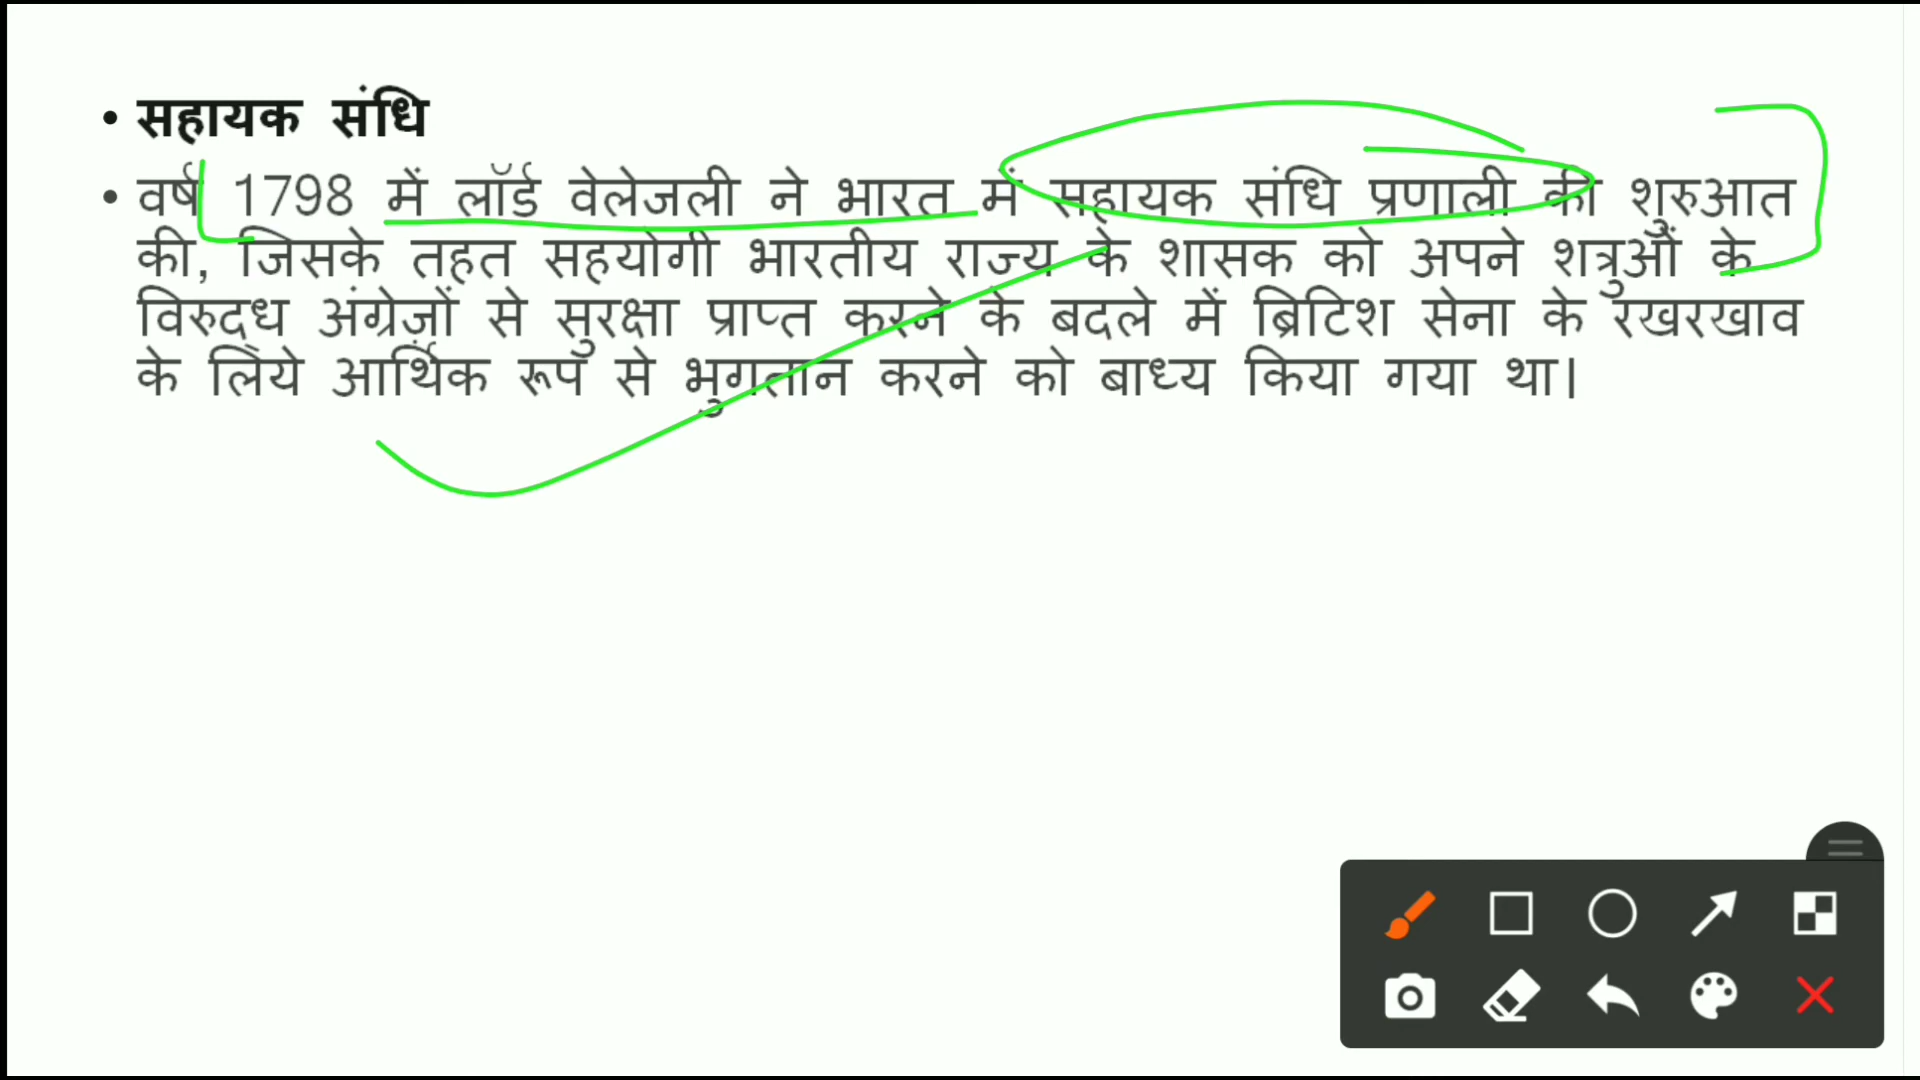 • सहायक संधि
• वर्ष 1798 में लॉर्ड वेलेजली ने भारत में सहायक संधि प्रणाली की शुरुआत
की, जिसके तहत सहयोगी भारतीय राज्य के शासक को अपने शत्रुओं के
विरुद्ध अंग्रेज़ों से सुरक्षा प्राप्त करने के बदले में ब्रिटिश सेना के रखरखाव
के लिये आर्थिक रूप से भुगतान करने को बाध्य किया गया था।